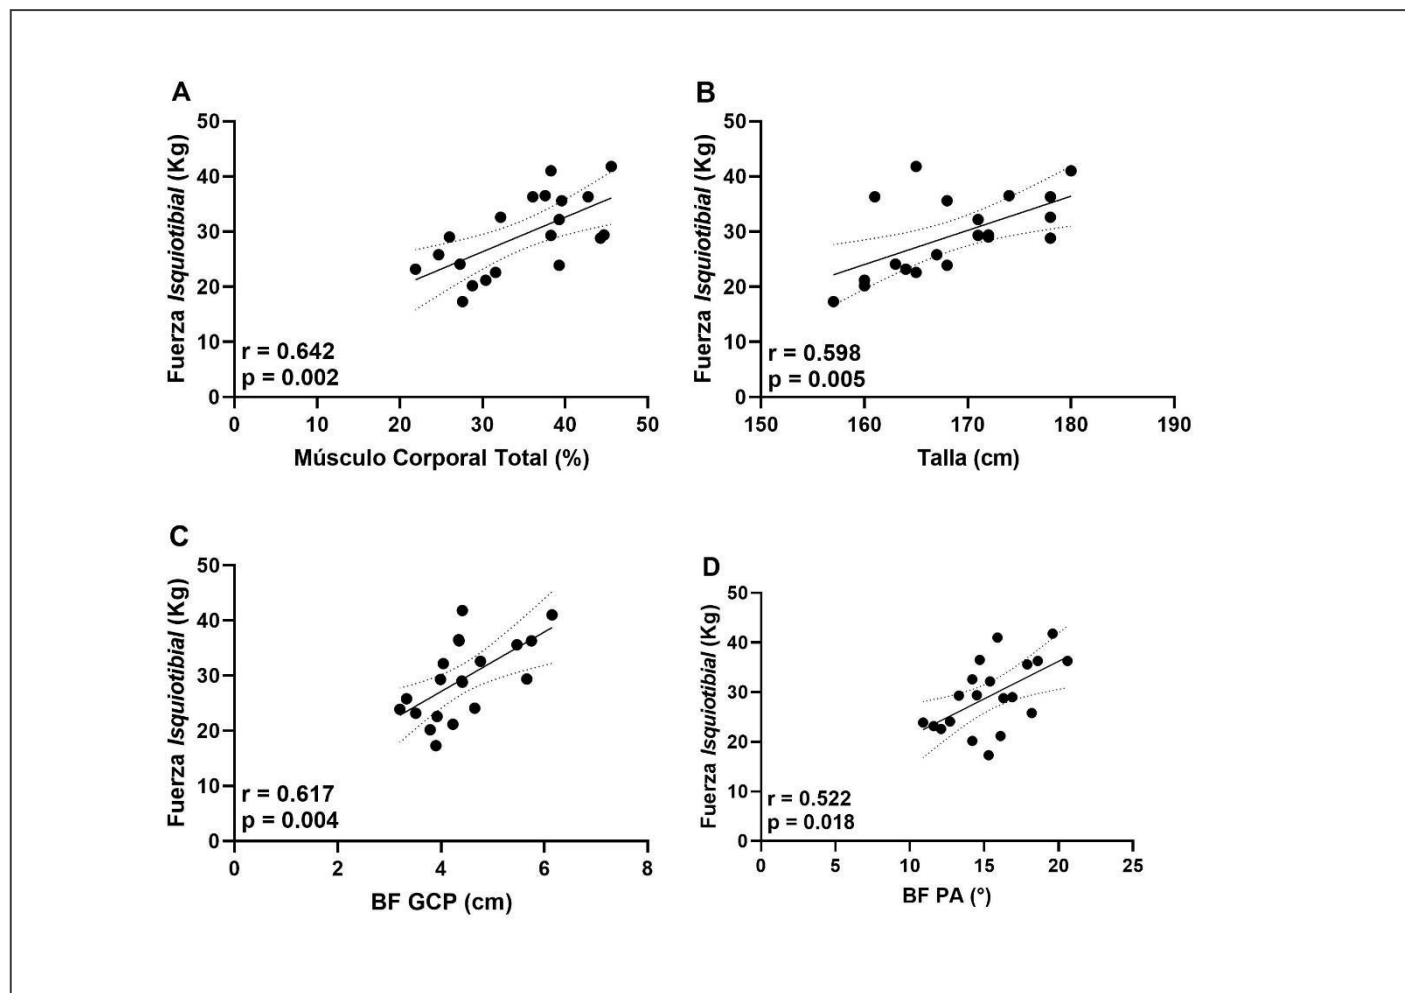 A
Fuerza Isquiotibial (Kg)
50
40
30
20
10
0
r = 0.642
p = 0.002
0 10 20 30 40 50
Músculo Corporal Total (%)
B
Fuerza Isquiotibial (Kg)
50
40
30
20
10
0
r = 0.598
p = 0.005
150 160 170 180 190
Talla (cm)
C
Fuerza Isquiotibial (Kg)
50
40
30
20
10
0
r = 0.617
p = 0.004
0 2 4 6 8
BF GCP (cm)
D
Fuerza Isquiotibial (Kg)
50
40
30
20
10
0
r = 0.522
p = 0.018
0 5 10 15 20 25
BF PA (°)